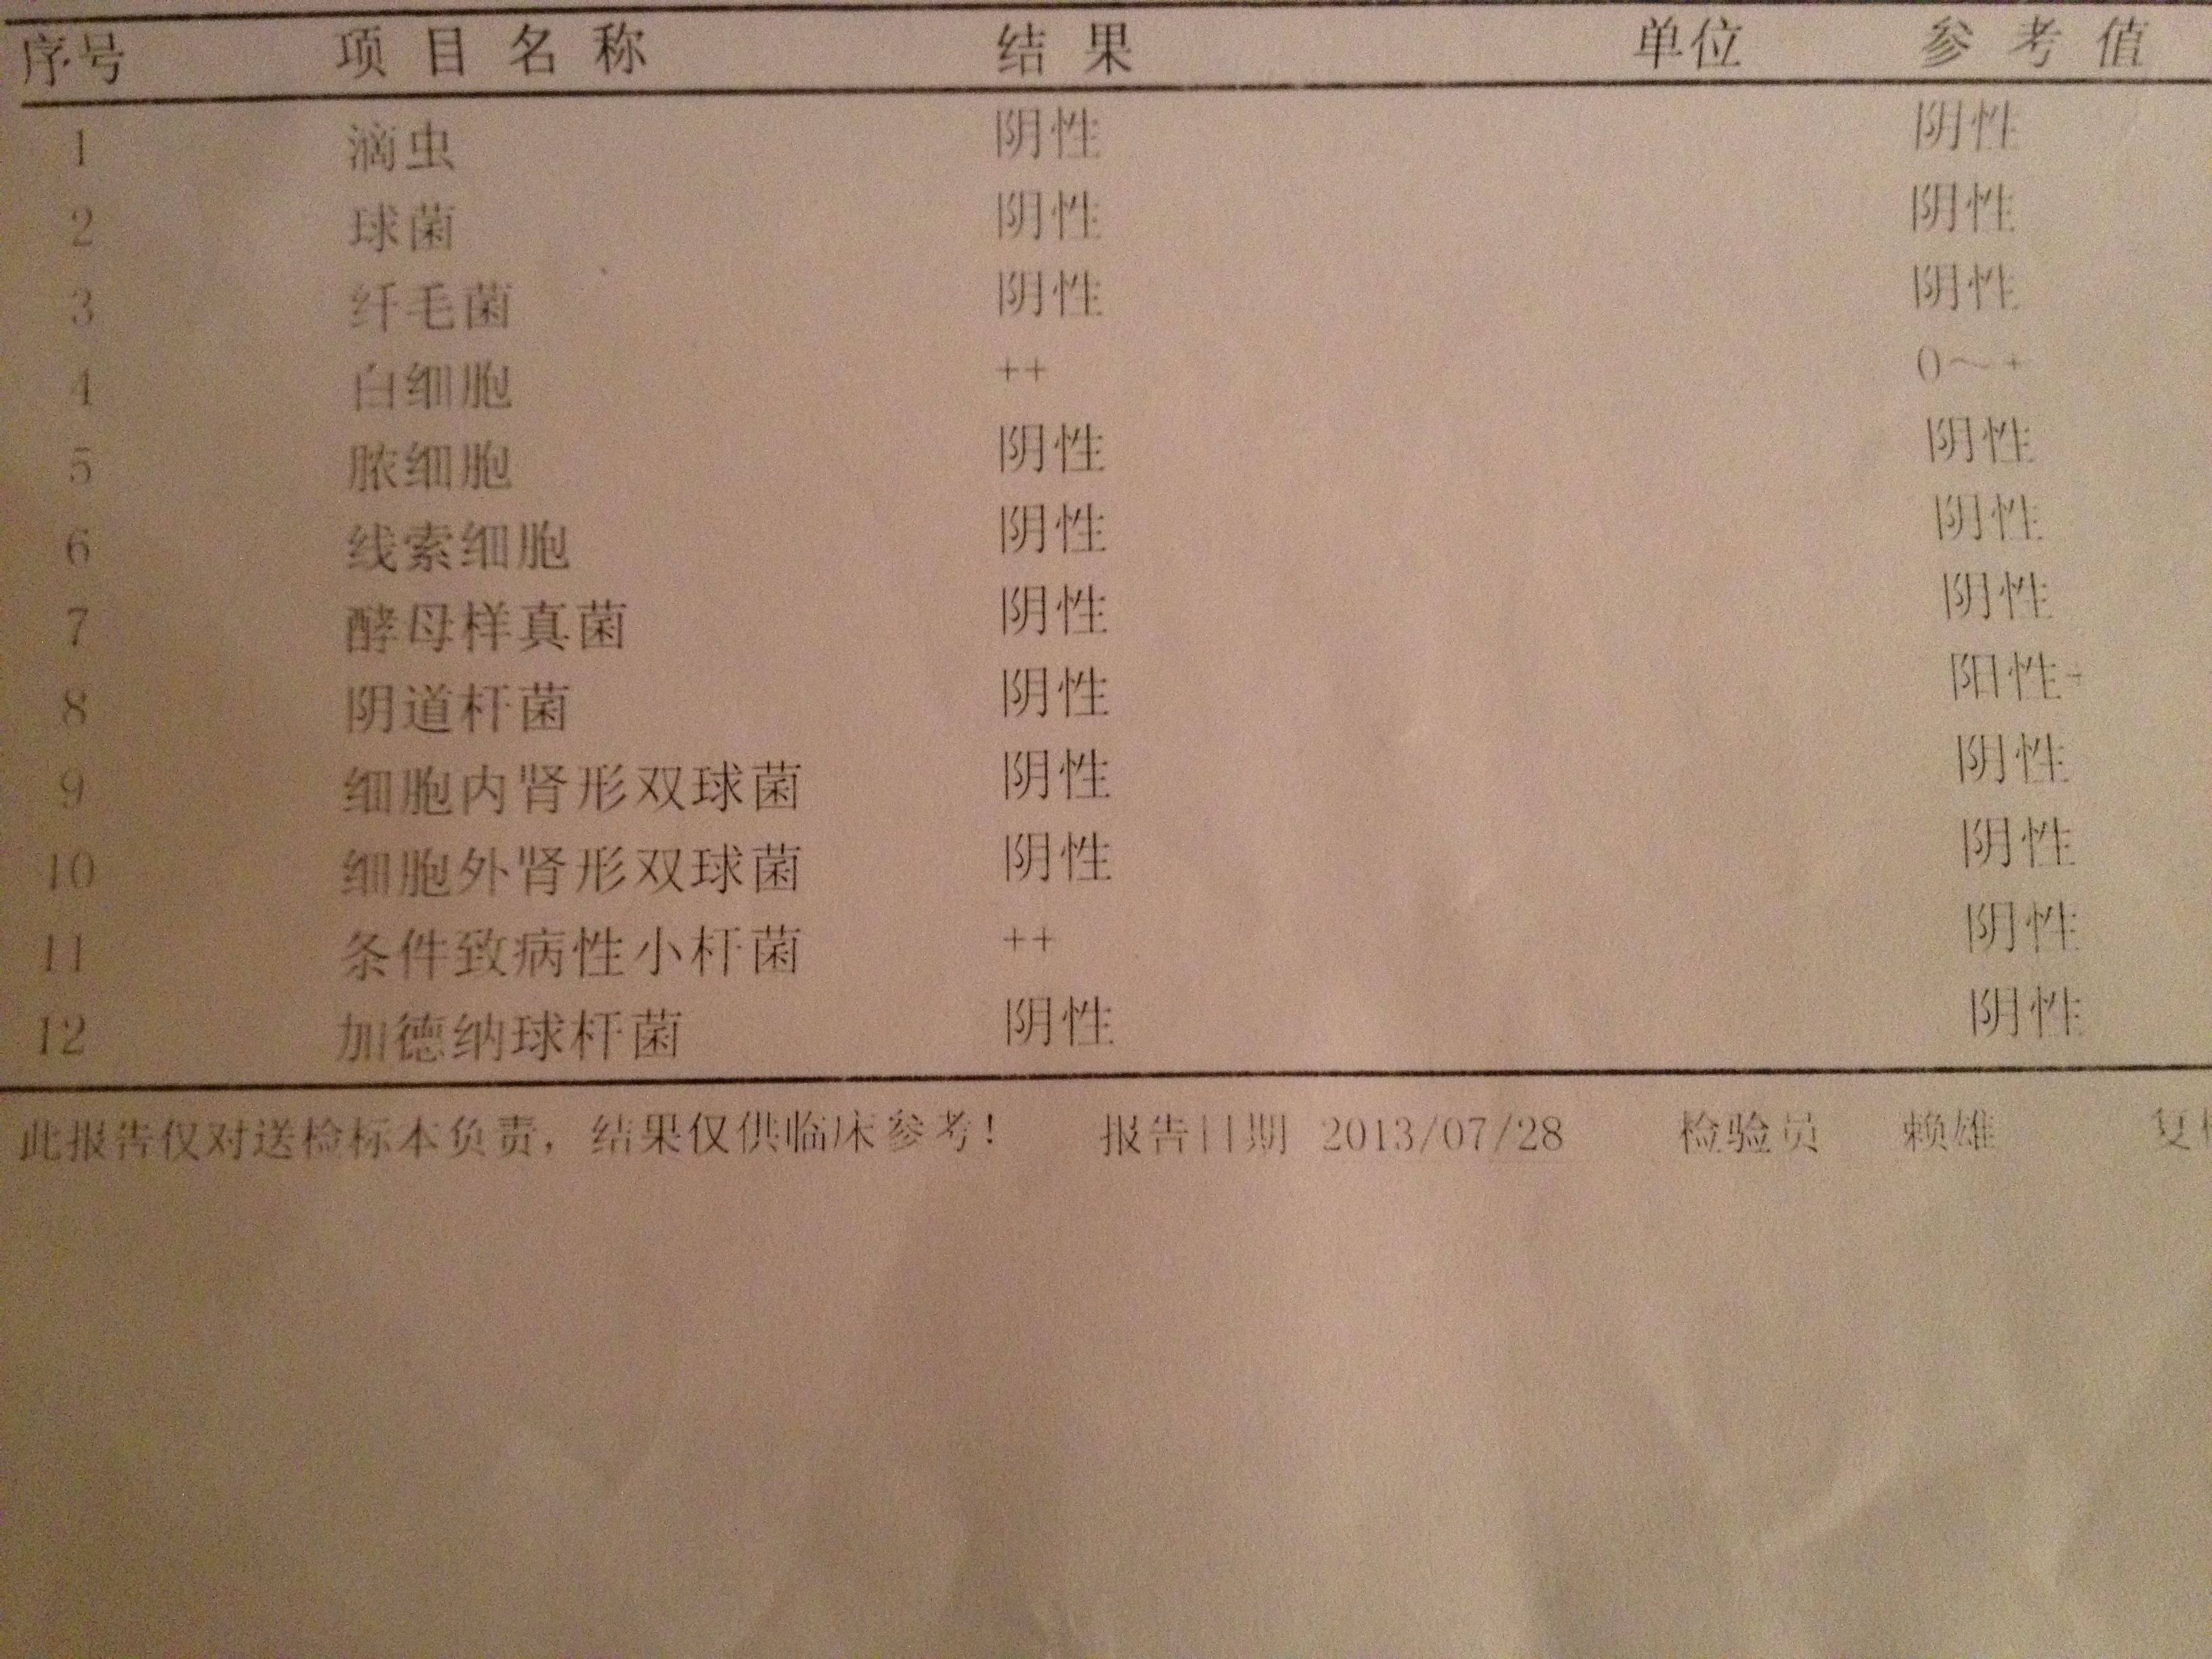 序号 项目名称 结果 单位 参考值
1 滴虫 阴性 阴性
2 球菌 阴性 阴性
3 纤毛菌 阴性 阴性
4 白细胞 ++ 0～+
5 脓细胞 阴性 阴性
6 线索细胞 阴性 阴性
7 酵母样真菌 阴性 阴性
8 阴道杆菌 阴性 阳性+
9 细胞内肾形双球菌 阴性 阴性
10 细胞外肾形双球菌 阴性 阴性
11 条件致病性小杆菌 ++ 阴性
12 加德纳球杆菌 阴性 阴性
此报告仅对送检标本负责，结果仅供临床参考！ 报告日期 2013/07/28 检验员 赖雄 复